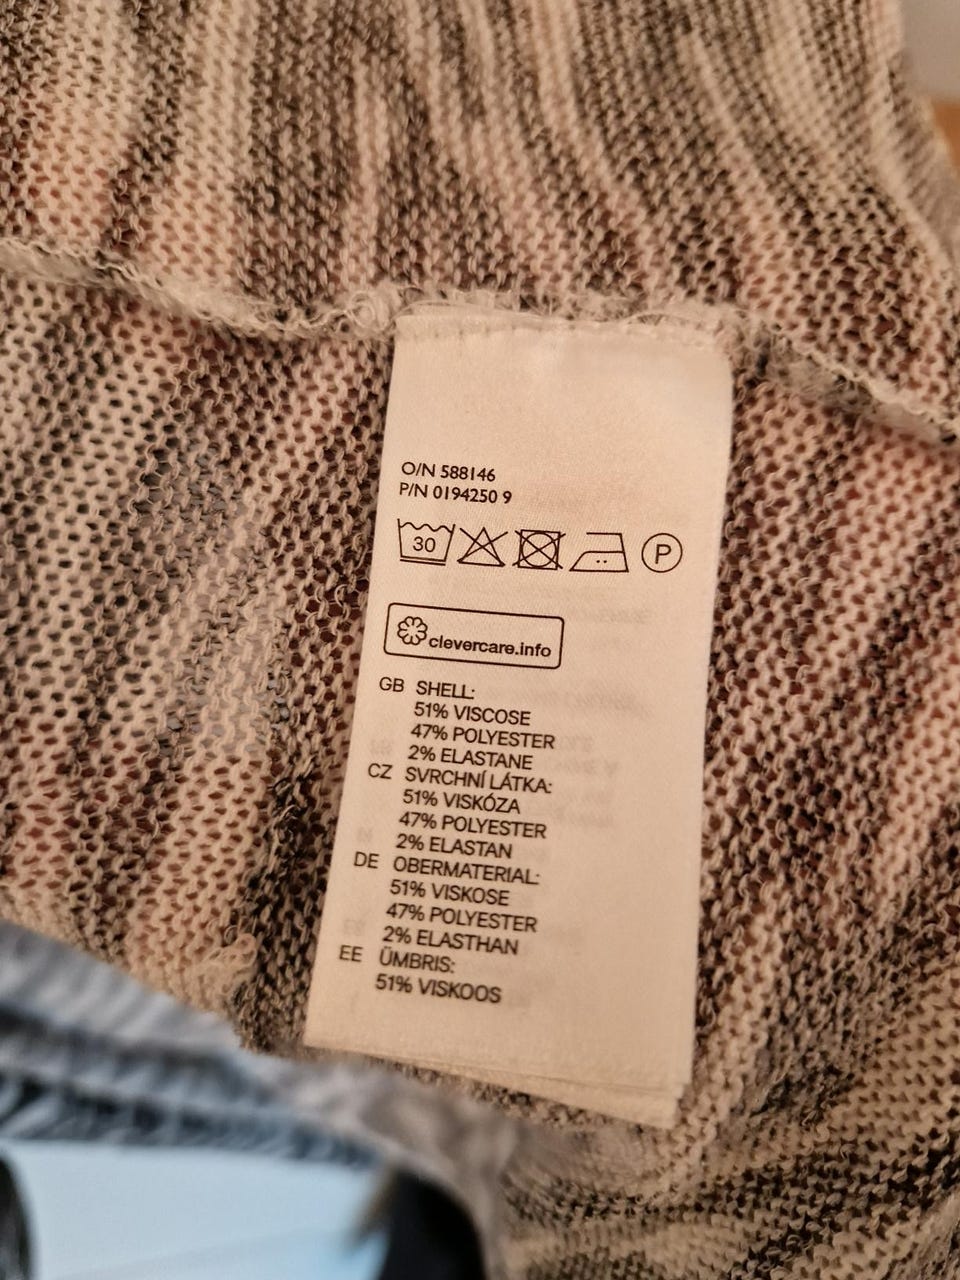 O/N 588146
P/N 0194250 9
30 P
clevercare.info
GB SHELL:
51% VISCOSE
47% POLYESTER
2% ELASTANE
CZ SVRCHNÍ LÁTKA:
51% VISKÓZA
47% POLYESTER
2% ELASTAN
DE OBERMATERIAL:
51% VISKOSE
47% POLYESTER
2% ELASTHAN
EE ÜMBRIS:
51% VISKOOS